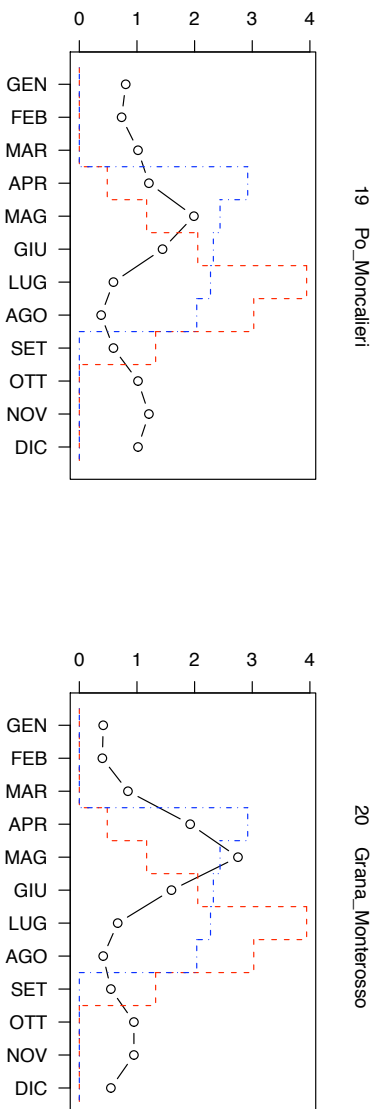 19 Po_Moncalieri
0 1 2 3 4
GEN
FEB
MAR
APR
MAG
GIU
LUG
AGO
SET
OTT
NOV
DIC
20 Grana_Monterosso
0 1 2 3 4
GEN
FEB
MAR
APR
MAG
GIU
LUG
AGO
SET
OTT
NOV
DIC